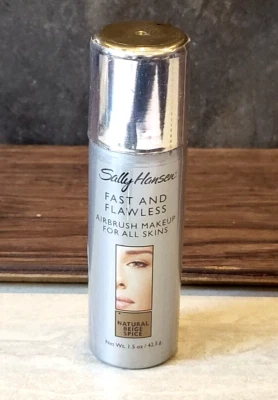 Sally Hansen
FAST AND
FLAWLESS
AIRBRUSH MAKEUP
FOR ALL SKINS
NATURAL
BEIGE
SPICE
Net Wt. 1.5 oz / 42.5 g